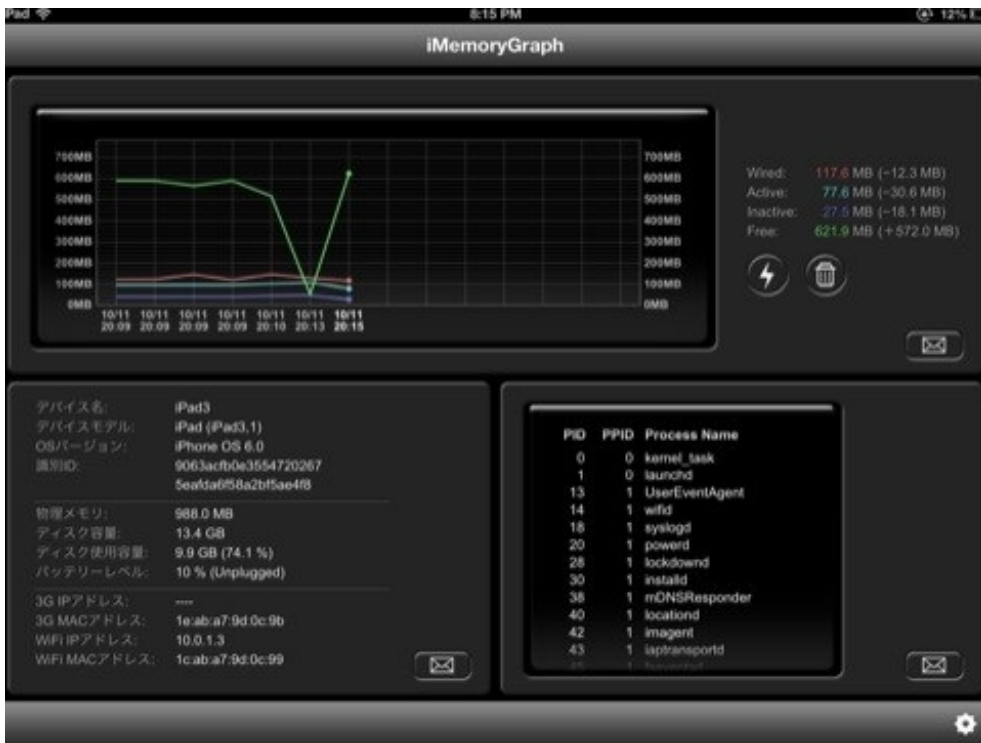 Pad 8:15 PM 12%
iMemoryGraph
700MB 700MB
600MB 600MB
500MB 500MB
400MB 400MB
300MB 300MB
200MB 200MB
100MB 100MB
0MB 0MB
10/11 10/11 10/11 10/11 10/11 10/11 10/11
20:09 20:09 20:09 20:09 20:10 20:13 20:15
Wired: 117.6 MB (-12.3 MB)
Active: 77.6 MB (-30.6 MB)
Inactive: 27.5 MB (-18.1 MB)
Free: 621.9 MB (+572.0 MB)
デバイス名: iPad3
デバイスモデル: iPad (iPad3,1)
OSバージョン: iPhone OS 6.0
識別ID: 9063acfb0e3554720267
5eafda6f58a2bf5ae4f8
物理メモリ: 988.0 MB
ディスク容量: 13.4 GB
ディスク使用容量: 9.9 GB (74.1 %)
バッテリーレベル: 10 % (Unplugged)
3G IPアドレス: ----
3G MACアドレス: 1e:ab:a7:9d:0c:9b
WiFi IPアドレス: 10.0.1.3
WiFi MACアドレス: 1c:ab:a7:9d:0c:99
PID PPID Process Name
0 0 kernel_task
1 0 launchd
13 1 UserEventAgent
14 1 wifid
18 1 syslogd
20 1 powerd
28 1 lockdownd
30 1 installd
38 1 mDNSResponder
40 1 locationd
42 1 imagent
43 1 iaptransportd
45 1